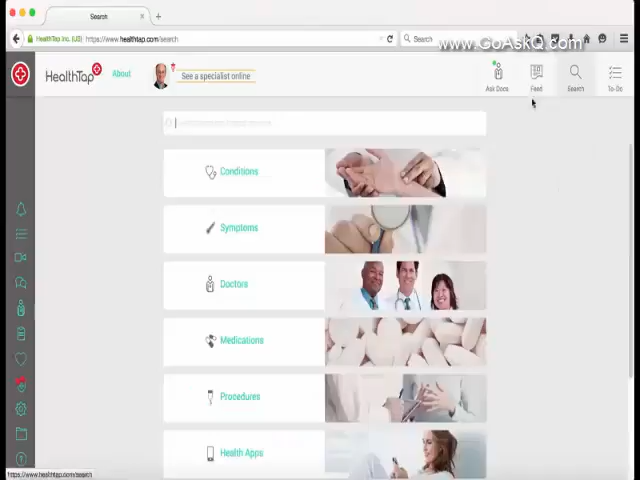 Search
HealthTap Inc. (US)
https://www.healthtap.com/search
Search
www.GoAskQ.com
HealthTap
About
See a specialist online
Ask Docs
Feed
Search
To-Do
Conditions
Symptoms
Doctors
Medications
Procedures
Health Apps
https://www.healthtap.com/search